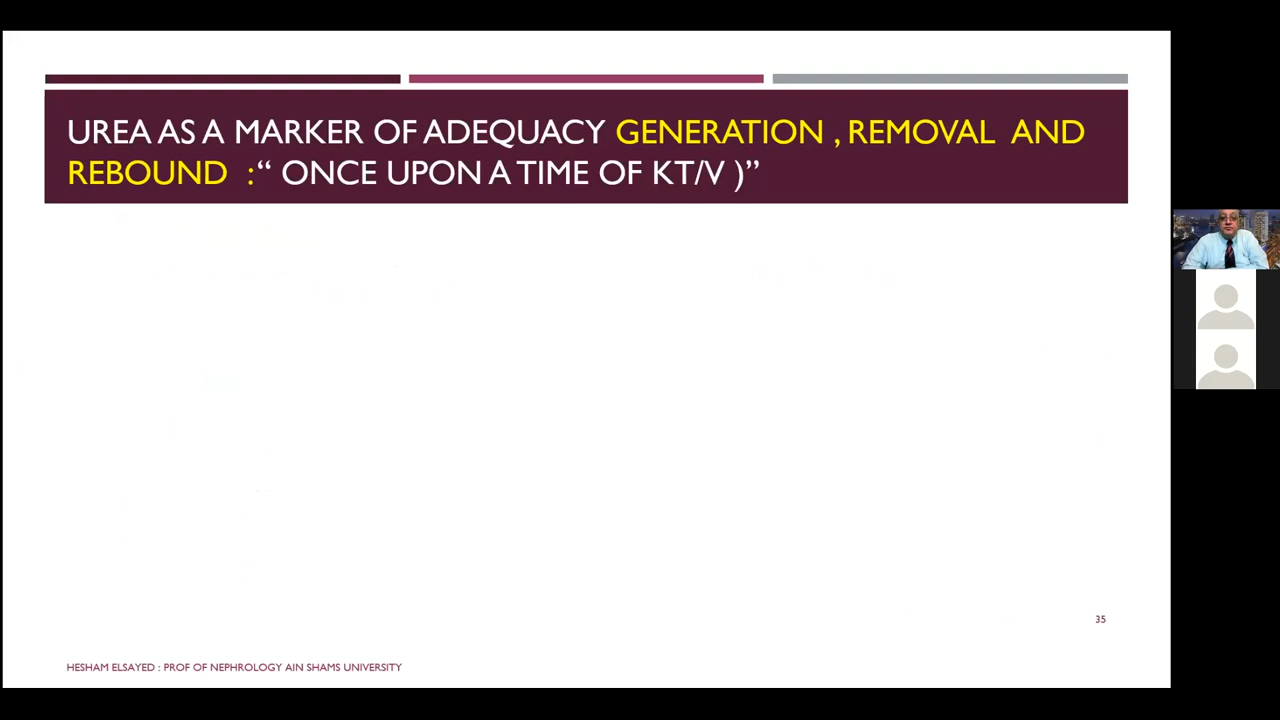 UREA AS A MARKER OF ADEQUACY GENERATION , REMOVAL AND
REBOUND :“ ONCE UPON A TIME OF KT/V )”
35
HESHAM ELSAYED : PROF OF NEPHROLOGY AIN SHAMS UNIVERSITY